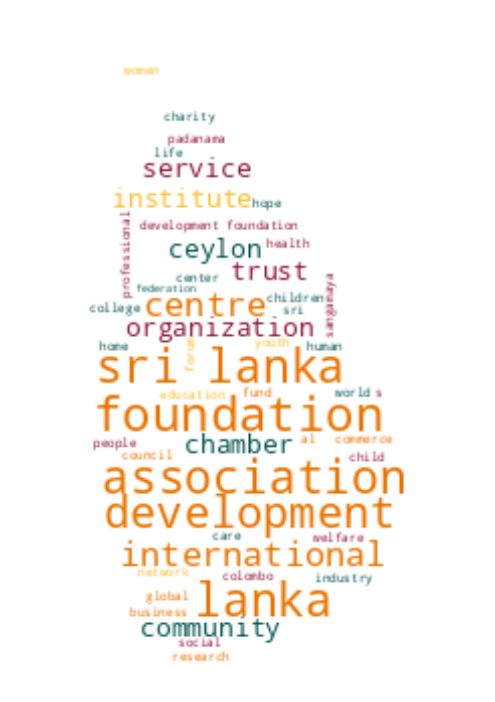 women
charity
padanama
life
service
institute
hope
professional
development foundation
ceylon
health
trust
center
sangamaya
federation
children
college
centre
sri
organization
home
forum
youth
human
sri lanka
education
fund
world
s
foundation
people
chamber
al
commerce
council
child
association
development
care
welfare
international
network
colombo
industry
global
lanka
business
community
social
research